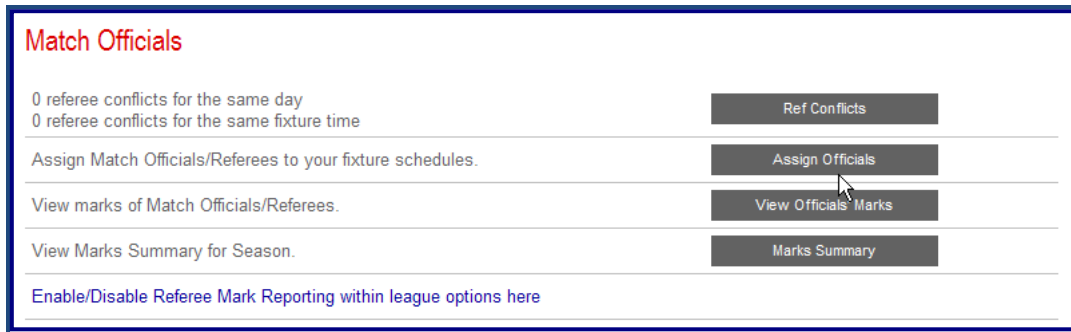 Match Officials
0 referee conflicts for the same day
0 referee conflicts for the same fixture time
Ref Conflicts
Assign Match Officials/Referees to your fixture schedules.
Assign Officials
View marks of Match Officials/Referees.
View Officials' Marks
View Marks Summary for Season.
Marks Summary
Enable/Disable Referee Mark Reporting within league options here